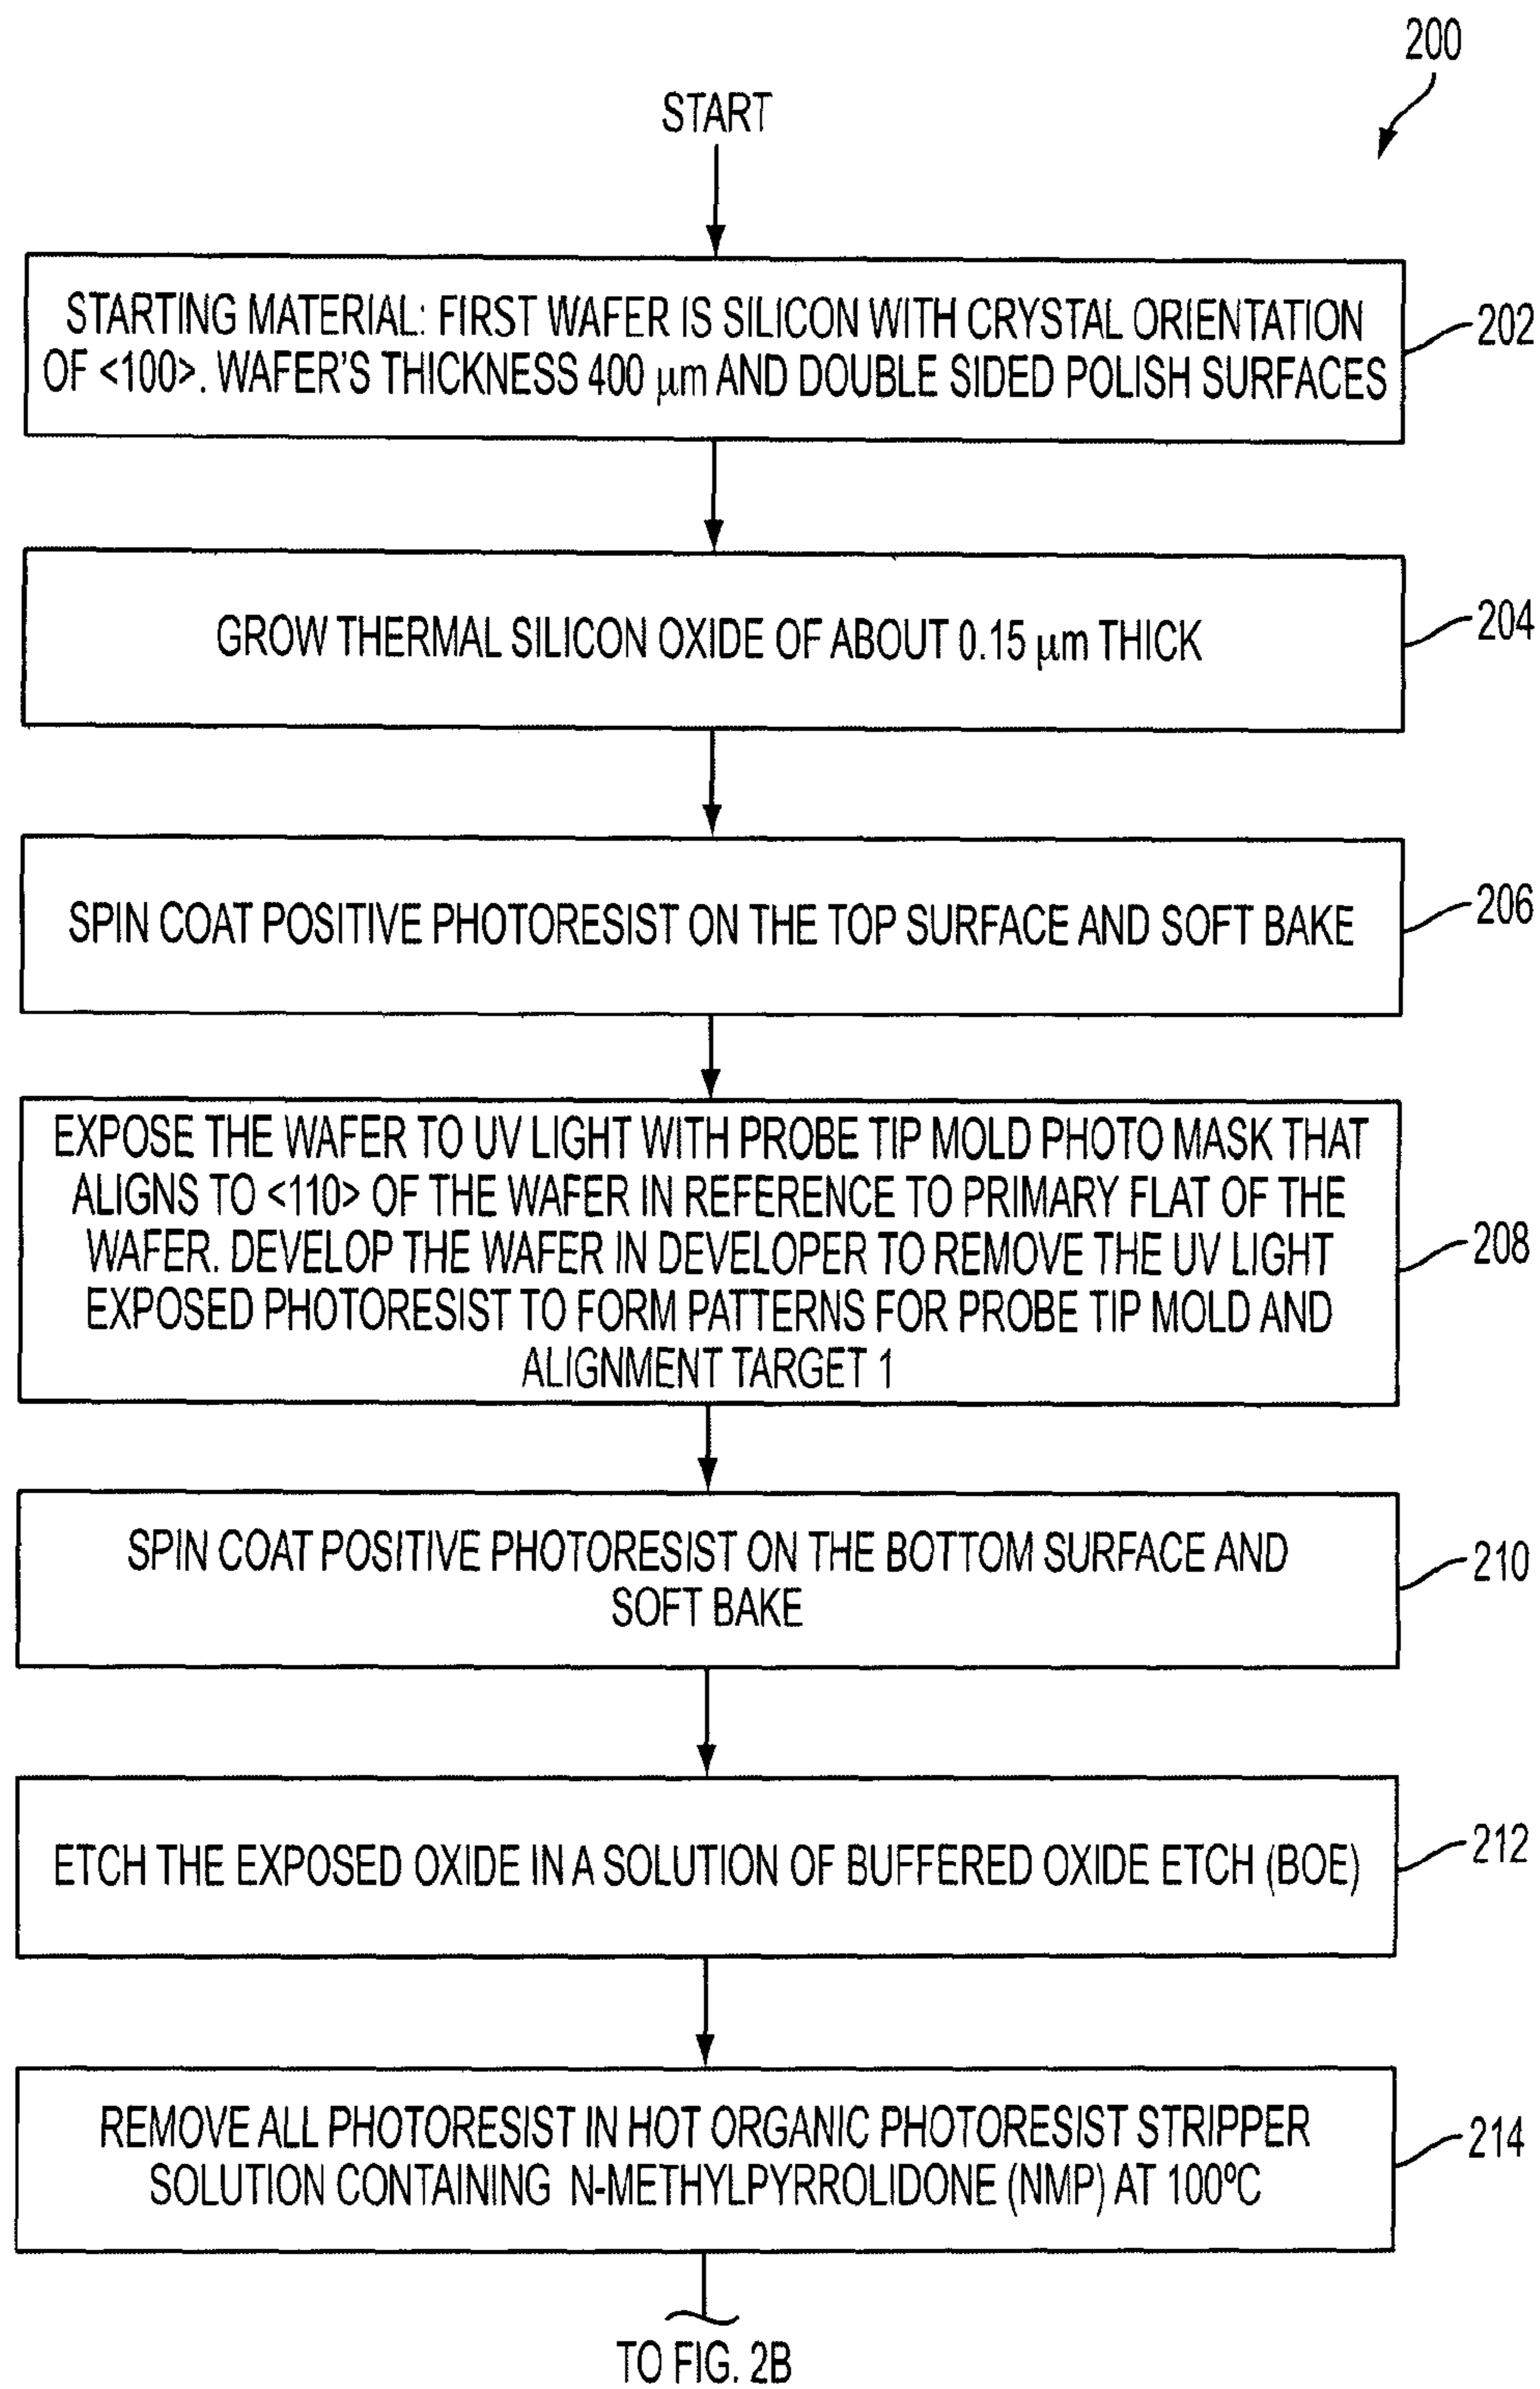 200
START
STARTING MATERIAL: FIRST WAFER IS SILICON WITH CRYSTAL ORIENTATION
OF <100>. WAFER'S THICKNESS 400 µm AND DOUBLE SIDED POLISH SURFACES
202
GROW THERMAL SILICON OXIDE OF ABOUT 0.15 µm THICK
204
SPIN COAT POSITIVE PHOTORESIST ON THE TOP SURFACE AND SOFT BAKE
206
EXPOSE THE WAFER TO UV LIGHT WITH PROBE TIP MOLD PHOTO MASK THAT
ALIGNS TO <110> OF THE WAFER IN REFERENCE TO PRIMARY FLAT OF THE
WAFER. DEVELOP THE WAFER IN DEVELOPER TO REMOVE THE UV LIGHT
EXPOSED PHOTORESIST TO FORM PATTERNS FOR PROBE TIP MOLD AND
ALIGNMENT TARGET 1
208
SPIN COAT POSITIVE PHOTORESIST ON THE BOTTOM SURFACE AND
SOFT BAKE
210
ETCH THE EXPOSED OXIDE IN A SOLUTION OF BUFFERED OXIDE ETCH (BOE)
212
REMOVE ALL PHOTORESIST IN HOT ORGANIC PHOTORESIST STRIPPER
SOLUTION CONTAINING N-METHYLPYRROLIDONE (NMP) AT 100ºC
214
TO FIG. 2B